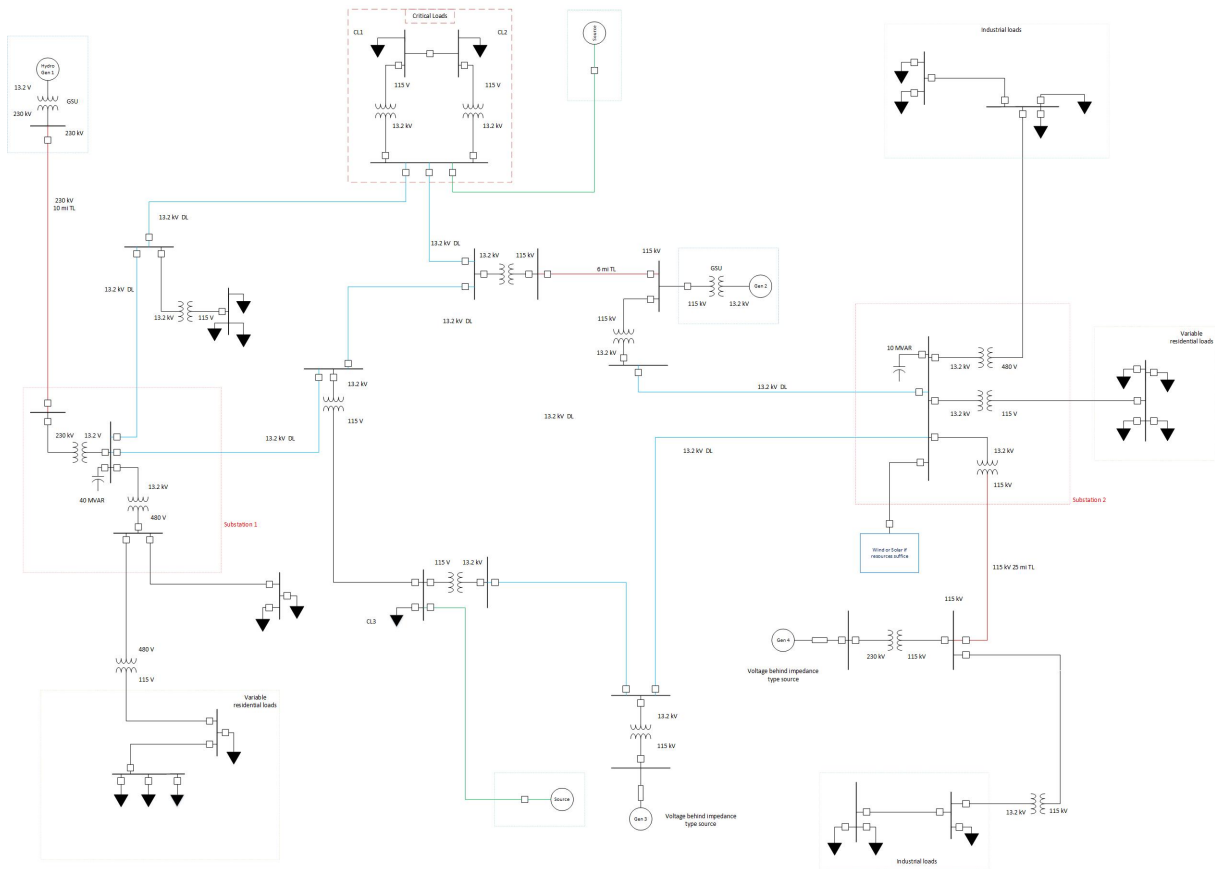 Critical Loads
CL1
CL2
Source
Industrial loads
Hydro
Gen 1
13.2 V
GSU
230 kV
230 kV
115 V
115 V
13.2 kV
13.2 kV
230 kV
10 mi TL
13.2 kV DL
13.2 kV DL
13.2 kV
115 kV
115 kV
GSU
6 mi TL
Gen 2
115 kV
13.2 kV
13.2 kV DL
13.2 kV
115 V
13.2 kV DL
115 kV
13.2 kV
10 MVAR
13.2 kV
480 V
Variable
residential loads
13.2 kV
115 V
13.2 kV DL
13.2 kV
115 V
13.2 kV DL
230 kV
13.2 V
13.2 kV DL
13.2 kV DL
13.2 kV
115 kV
40 MVAR
13.2 kV
480 V
Substation 1
Substation 2
Wind or Solar if
resources suffice
115 V
13.2 kV
115 kV 25 mi TL
CL3
115 kV
Gen 4
230 kV
115 kV
Voltage behind impedance
type source
480 V
115 V
Variable
residential loads
13.2 kV
115 kV
Source
Gen 3
Voltage behind impedance
type source
13.2 kV
115 kV
Industrial loads